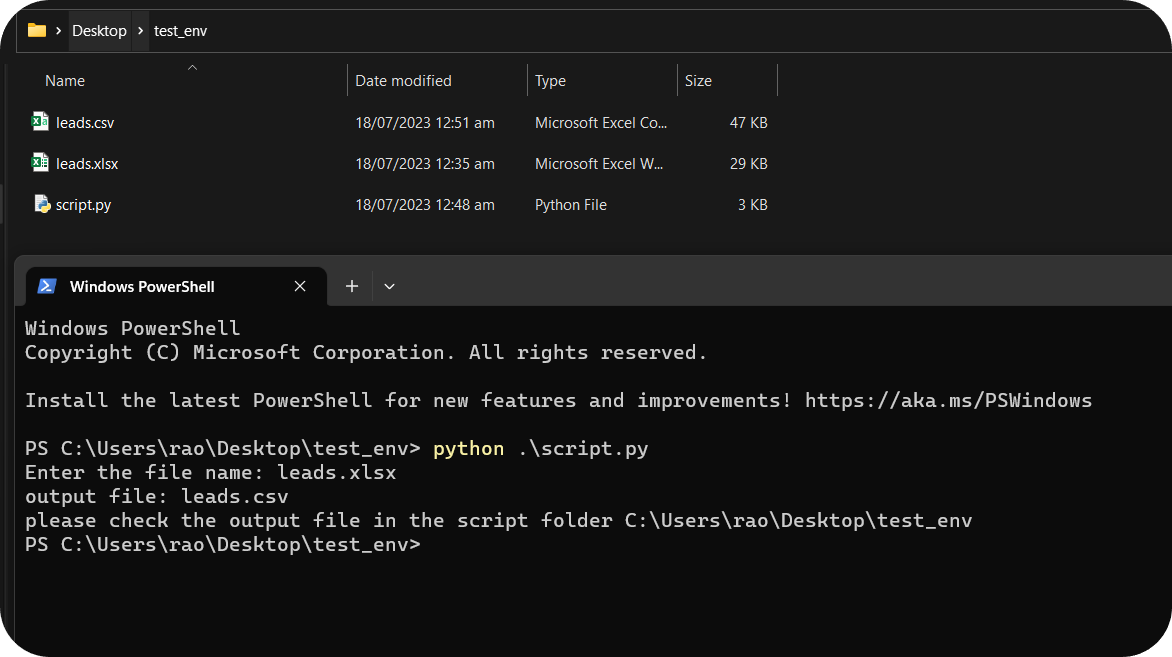 Desktop > test_env
Name Date modified Type Size
leads.csv 18/07/2023 12:51 am Microsoft Excel Co... 47 KB
leads.xlsx 18/07/2023 12:35 am Microsoft Excel W... 29 KB
script.py 18/07/2023 12:48 am Python File 3 KB
Windows PowerShell
Windows PowerShell
Copyright (C) Microsoft Corporation. All rights reserved.
Install the latest PowerShell for new features and improvements! https://aka.ms/PSWindows
PS C:\Users\rao\Desktop\test_env> python .\script.py
Enter the file name: leads.xlsx
output file: leads.csv
please check the output file in the script folder C:\Users\rao\Desktop\test_env
PS C:\Users\rao\Desktop\test_env>